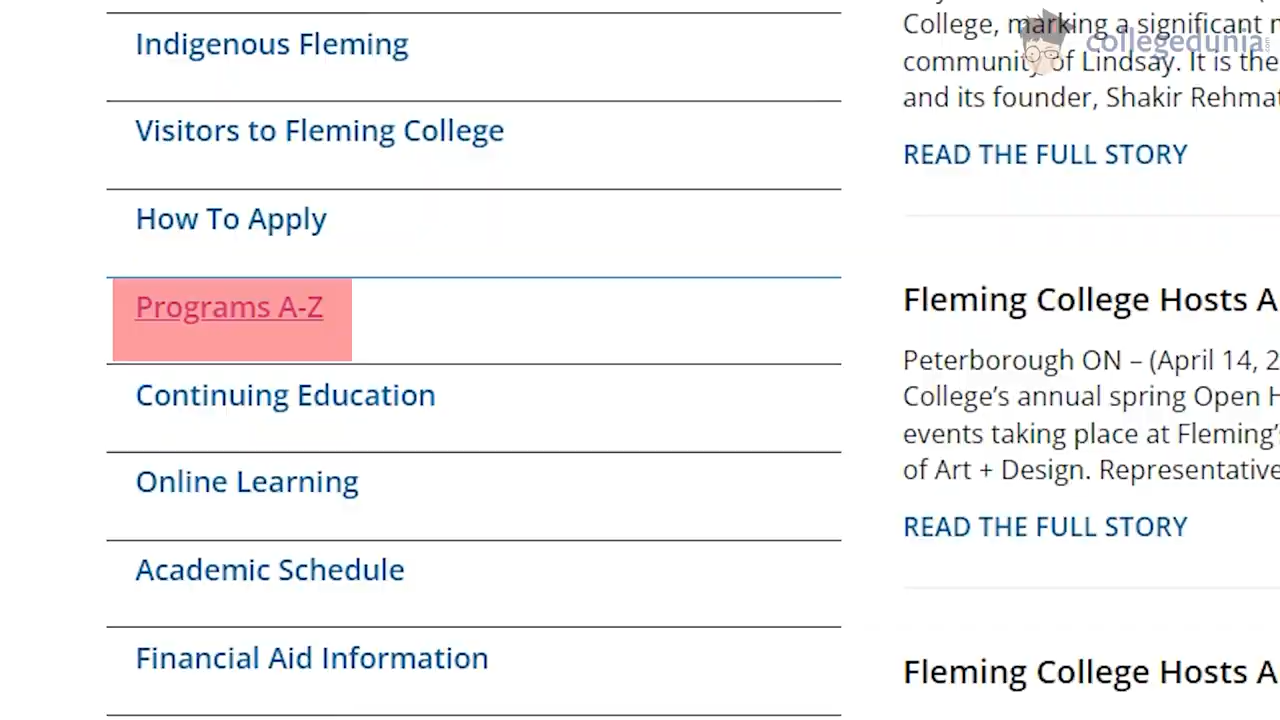 Indigenous Fleming
Visitors to Fleming College
How To Apply
Programs A-Z
Continuing Education
Online Learning
Academic Schedule
Financial Aid Information
College, marking a significant
community of Lindsay. It is the
and its founder, Shakir
READ THE FULL STORY
Fleming College Hosts A
Peterborough ON – (April 14, 2
College’s annual spring Open H
events taking place at Fleming’s
of Art + Design. Representative
READ THE FULL STORY
Fleming College Hosts A
collegedunia